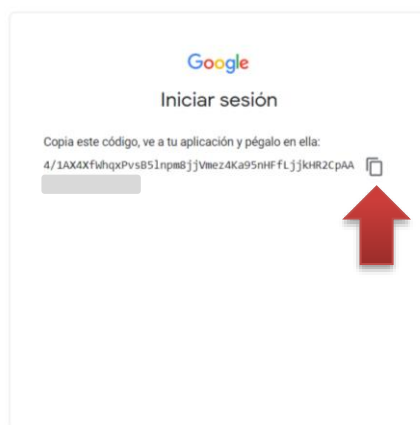 Google
Iniciar sesión
Copia este código, ve a tu aplicación y pégalo en ella:
4/1AX4XfWhqxPvsB5lnpm8jjVmez4Ka95nHFfLjjkHR2CpAA